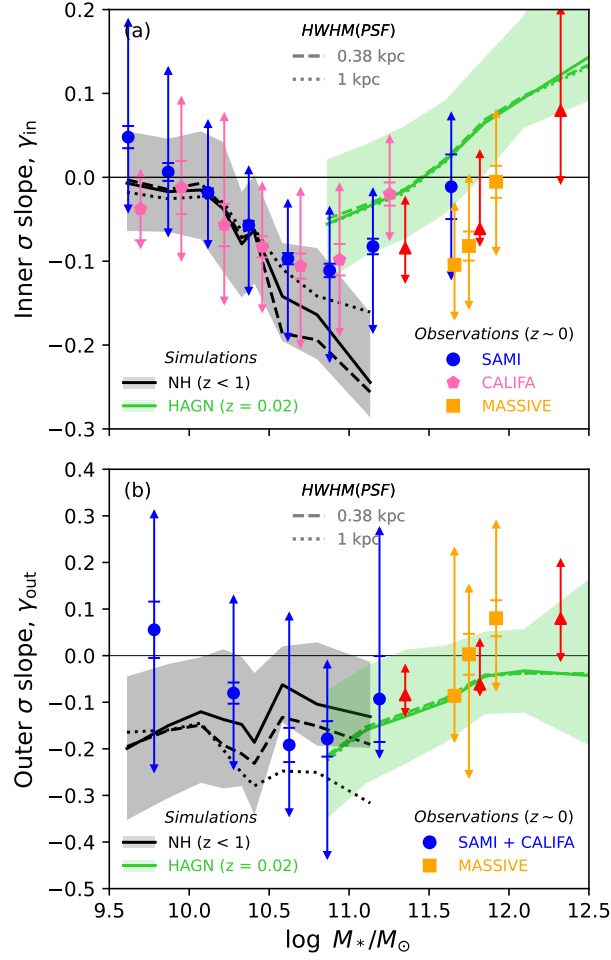 (a)
HWHM(PSF)
0.38 kpc
1 kpc
0.2
0.1
0.0
−0.1
−0.2
−0.3
Inner σ slope, γin
Simulations
NH (z < 1)
HAGN (z = 0.02)
Observations (z ~ 0)
SAMI
CALIFA
MASSIVE
(b)
HWHM(PSF)
0.38 kpc
1 kpc
0.4
0.3
0.2
0.1
0.0
−0.1
−0.2
−0.3
−0.4
−0.5
Outer σ slope, γout
Simulations
NH (z < 1)
HAGN (z = 0.02)
Observations (z ~ 0)
SAMI + CALIFA
MASSIVE
9.5 10.0 10.5 11.0 11.5 12.0 12.5
log M*/M⊙